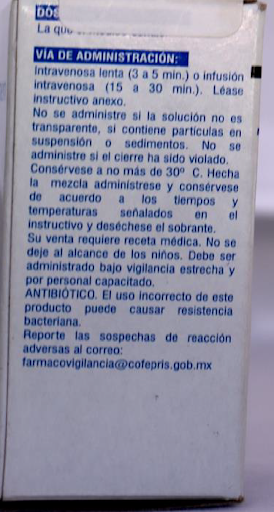 DOS
La que
VÍA DE ADMINISTRACIÓN:
Intravenosa lenta (3 a 5 min.) o infusión
intravenosa (15 a 30 min.). Léase
instructivo anexo.
No se administre si la solución no es
transparente, si contiene partículas en
suspensión o sedimentos. No se
administre si el cierre ha sido violado.
Consérvese a no más de 30º C. Hecha
la mezcla adminístrese y consérvese
de acuerdo a los tiempos y
temperaturas señalados en el
instructivo y deséchese el sobrante.
Su venta requiere receta médica. No se
deje al alcance de los niños. Debe ser
administrado bajo vigilancia estrecha y
por personal capacitado.
ANTIBIÓTICO. El uso incorrecto de este
producto puede causar resistencia
bacteriana.
Reporte las sospechas de reacción
adversas al correo:
farmacovigilancia@cofepris.gob.mx